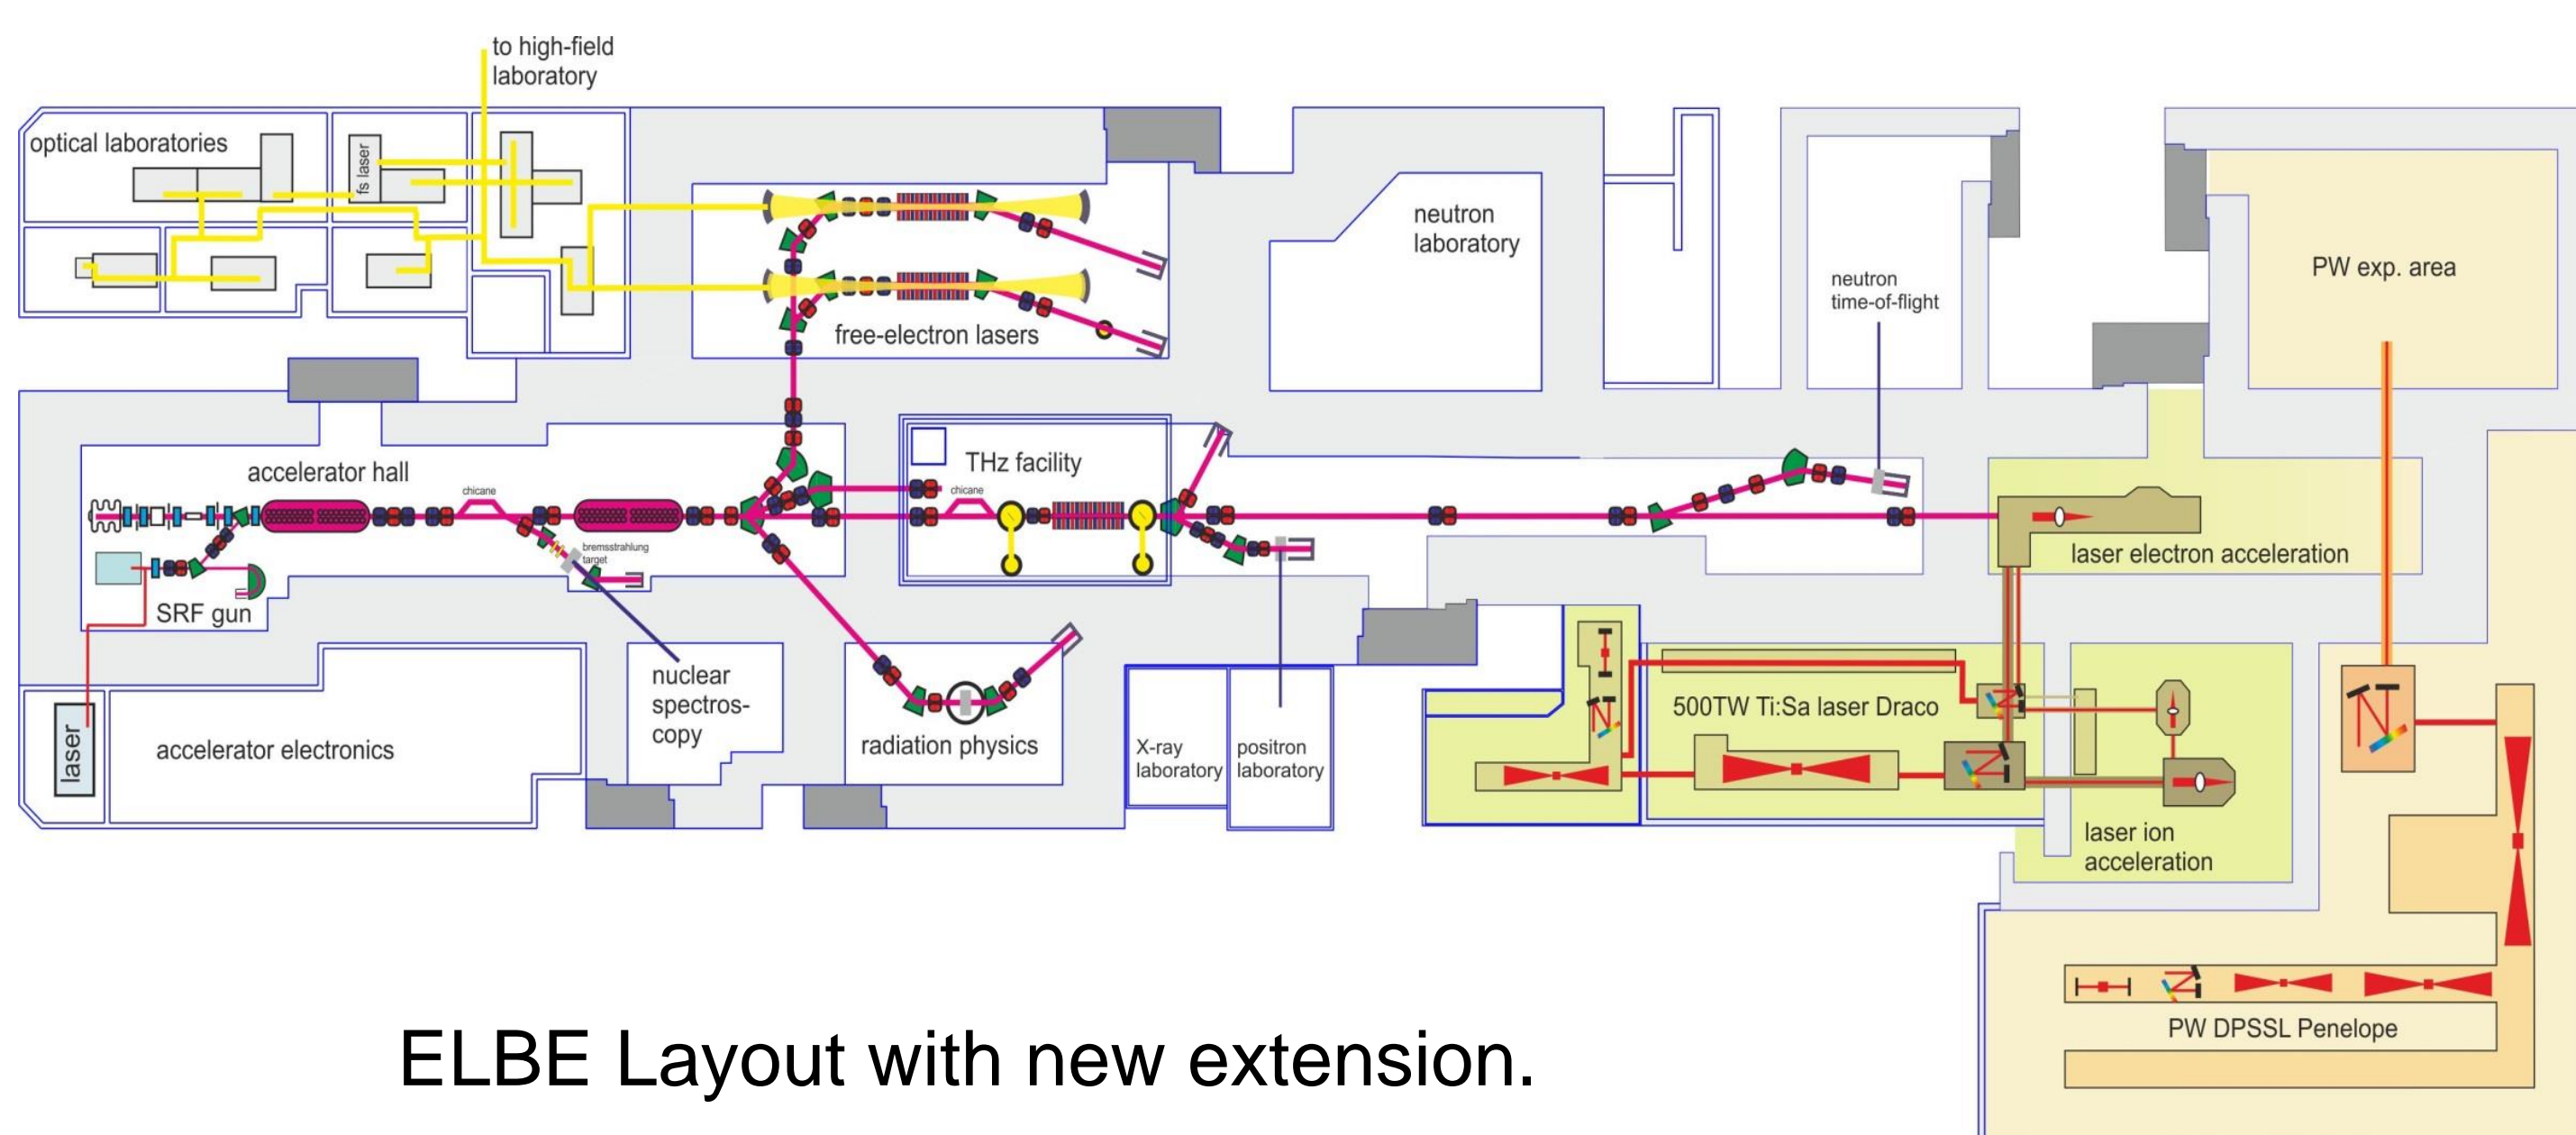 to high-field
laboratory
optical laboratories
fs laser
neutron
laboratory
neutron
time-of-flight
PW exp. area
free-electron lasers
accelerator hall
chicane
THz facility
chicane
bremsstrahlung
target
laser electron acceleration
SRF gun
nuclear
spectros-
copy
500TW Ti:Sa laser Draco
laser
accelerator electronics
radiation physics
X-ray
laboratory
positron
laboratory
laser ion
acceleration
PW DPSSL Penelope
ELBE Layout with new extension.